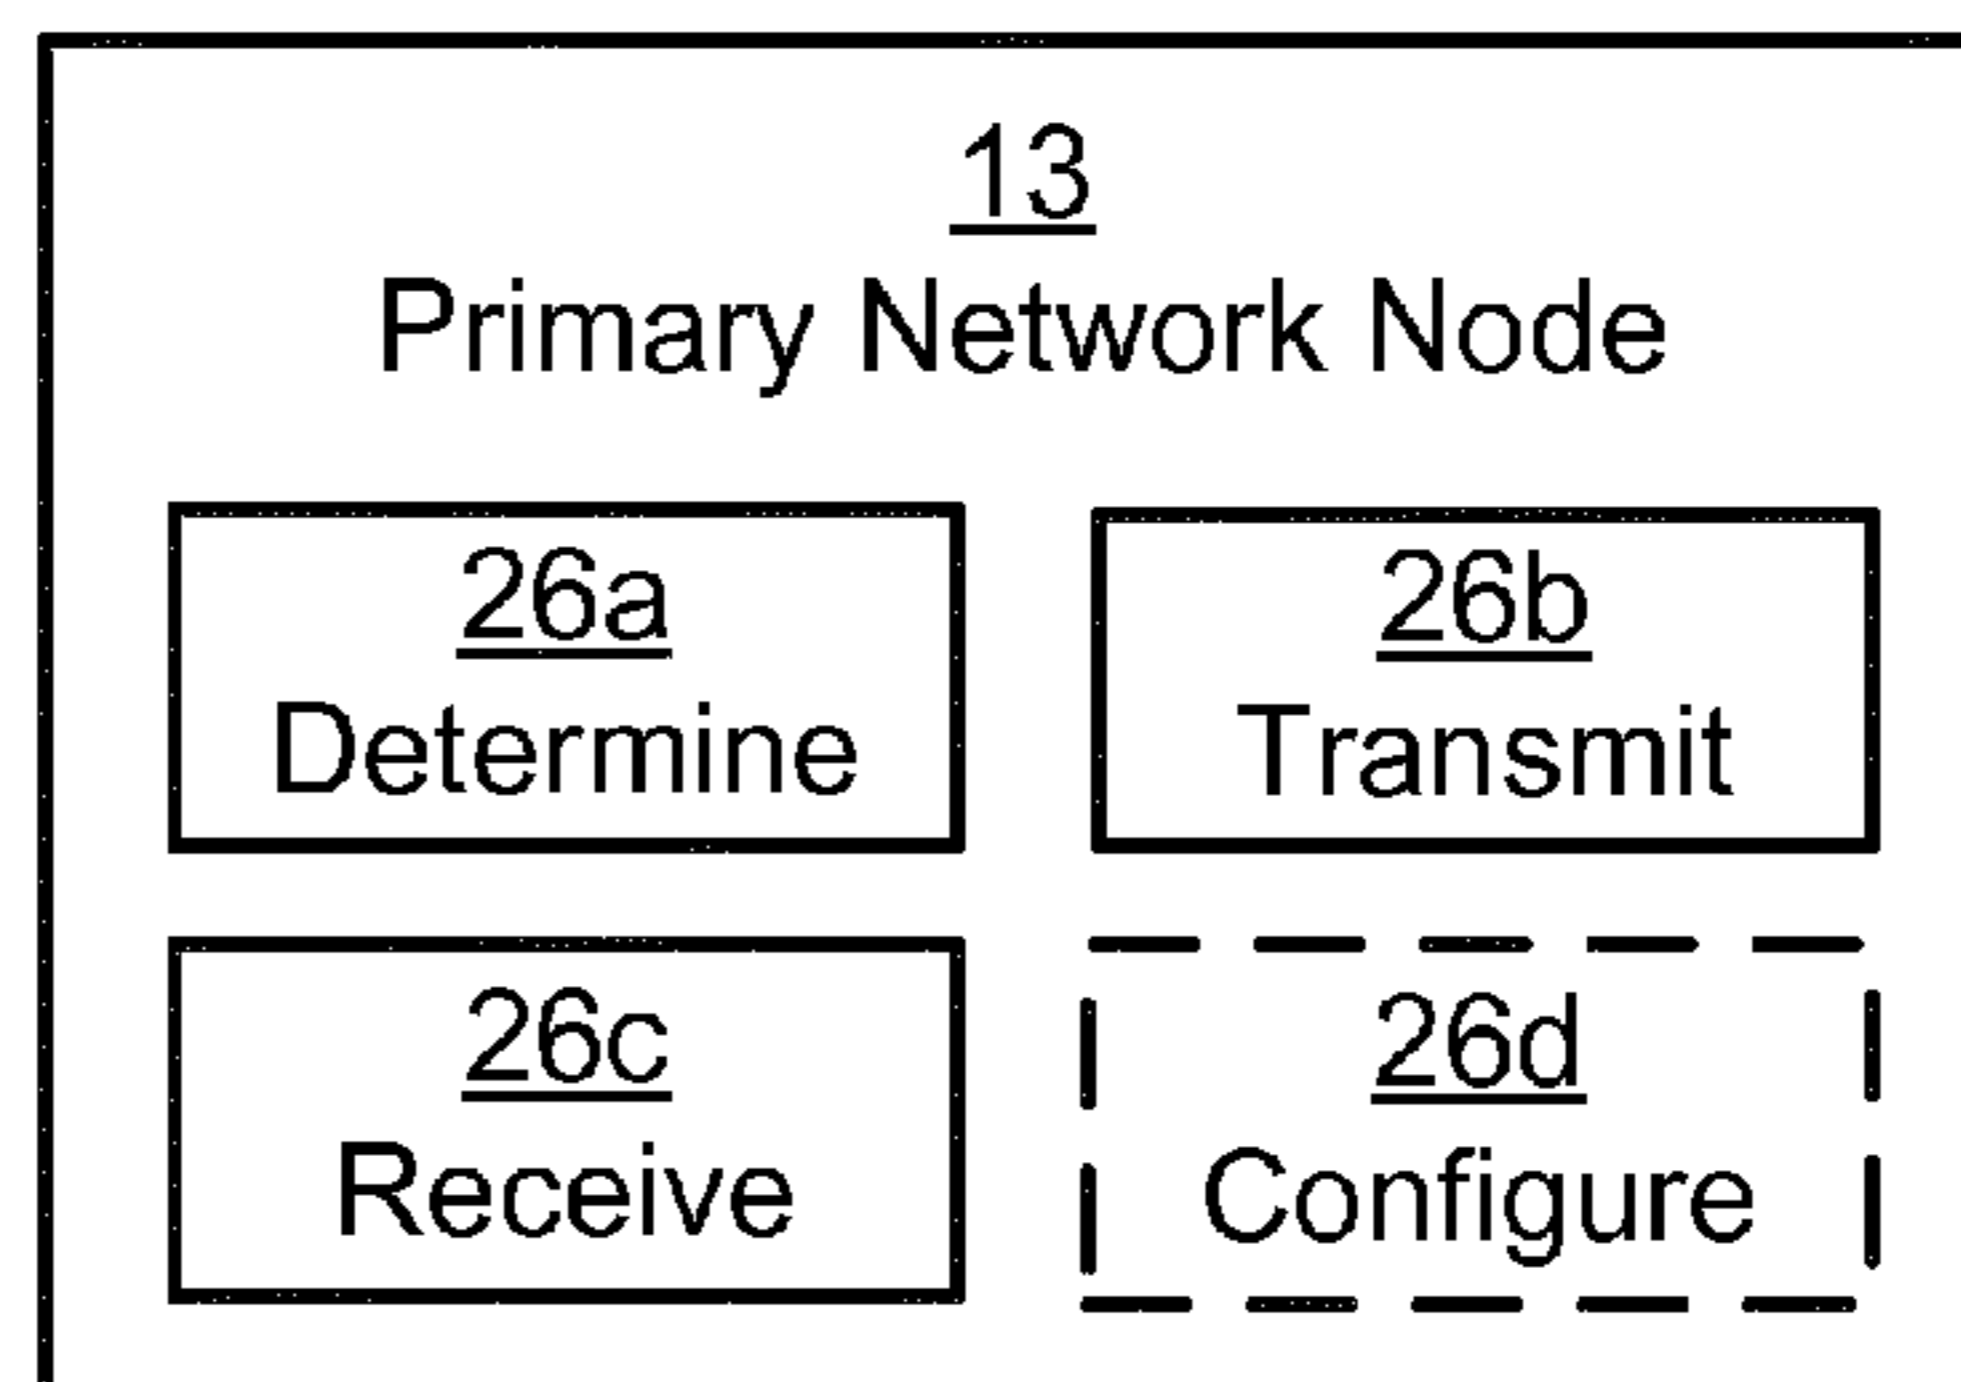 13
Primary Network Node
26a
Determine
26b
Transmit
26c
Receive
26d
Configure